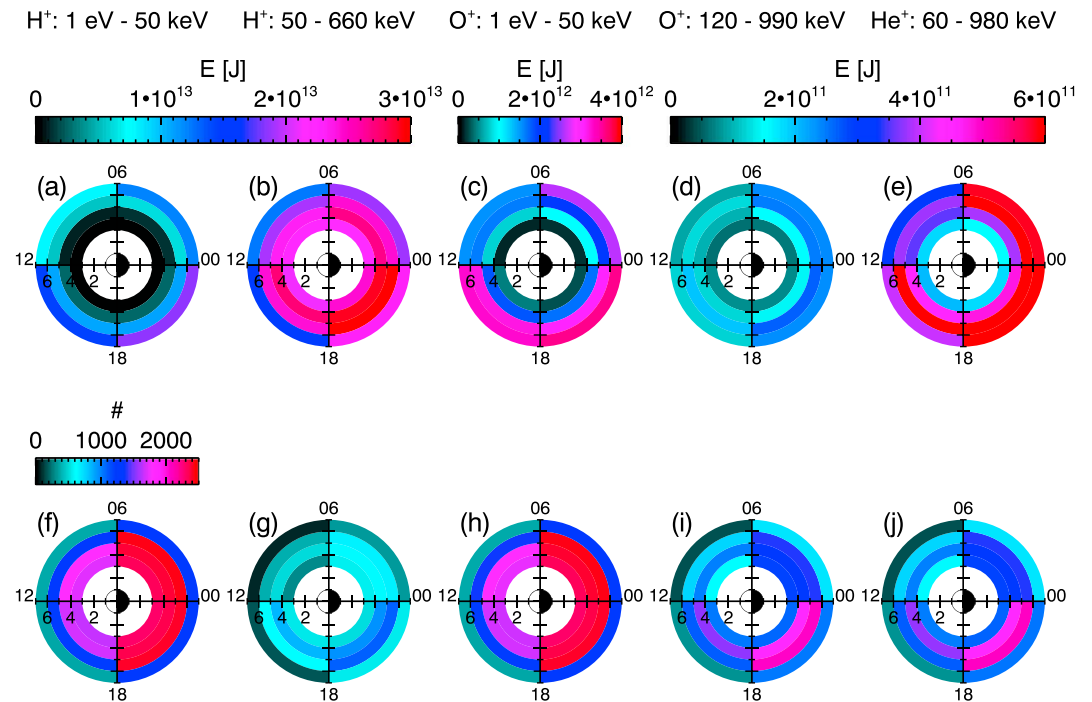 H⁺: 1 eV - 50 keV H⁺: 50 - 660 keV O⁺: 1 eV - 50 keV O⁺: 120 - 990 keV He⁺: 60 - 980 keV
E [J] E [J] E [J]
0 1•10¹³ 2•10¹³ 3•10¹³ 0 2•10¹² 4•10¹² 0 2•10¹¹ 4•10¹¹ 6•10¹¹
06 06 06 06 06
(a) (b) (c) (d) (e)
12 00 12 00 12 00 12 00 12 00
6 4 2 6 4 2 6 4 2 6 4 2 6 4 2
18 18 18 18 18
#
0 1000 2000
06 06 06 06 06
(f) (g) (h) (i) (j)
12 00 12 00 12 00 12 00 12 00
6 4 2 6 4 2 6 4 2 6 4 2 6 4 2
18 18 18 18 18